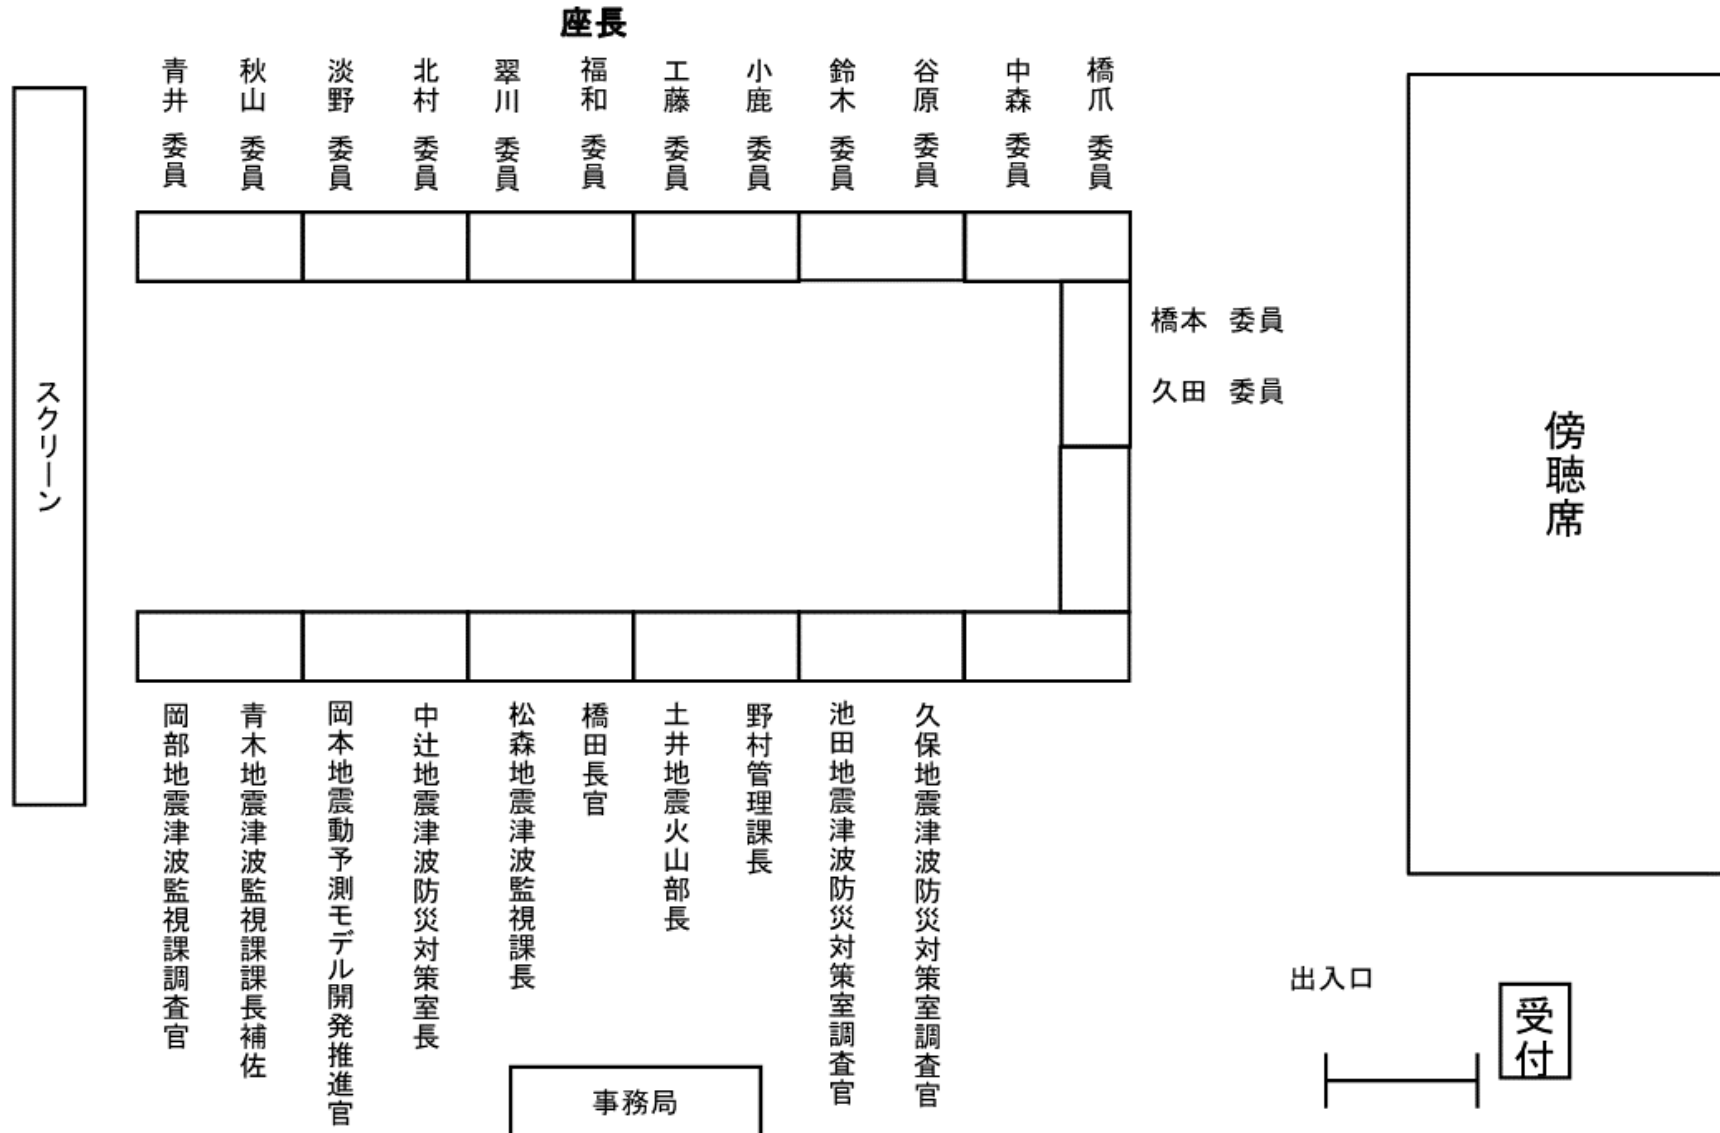 座長
青井 委員
秋山 委員
淡野 委員
北村 委員
翠川 委員
福和 委員
工藤 委員
小鹿 委員
鈴木 委員
谷原 委員
中森 委員
橋爪 委員
橋本 委員
久田 委員
スクリーン
傍聴席
岡部地震津波監視課調査官
青木地震津波監視課課長補佐
岡本地震動予測モデル開発推進官
中辻地震津波防災対策室長
松森地震津波監視課長
橋田長官
土井地震火山部長
野村管理課長
池田地震津波防災対策室調査官
久保地震津波防災対策室調査官
事務局
出入口
受付